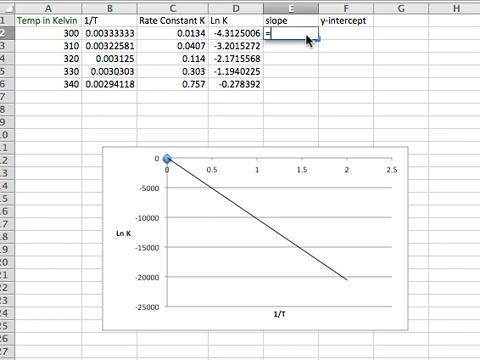 A B C D E F G H
1 Temp in Kelvin 1/T Rate Constant K Ln K slope y-intercept
2 300 0.00333333 0.0134 -4.3125006 =
3 310 0.00322581 0.0407 -3.2015272
4 320 0.003125 0.114 -2.1715568
5 330 0.0030303 0.303 -1.1940225
6 340 0.00294118 0.757 -0.278392
7
8
9
10
11
12
13
14
15
16
17
18
19
20
21
22
23
24
25
26
27
0
0 0.5 1 1.5 2 2.5
-5000
-10000
Ln K
-15000
-20000
-25000
1/T